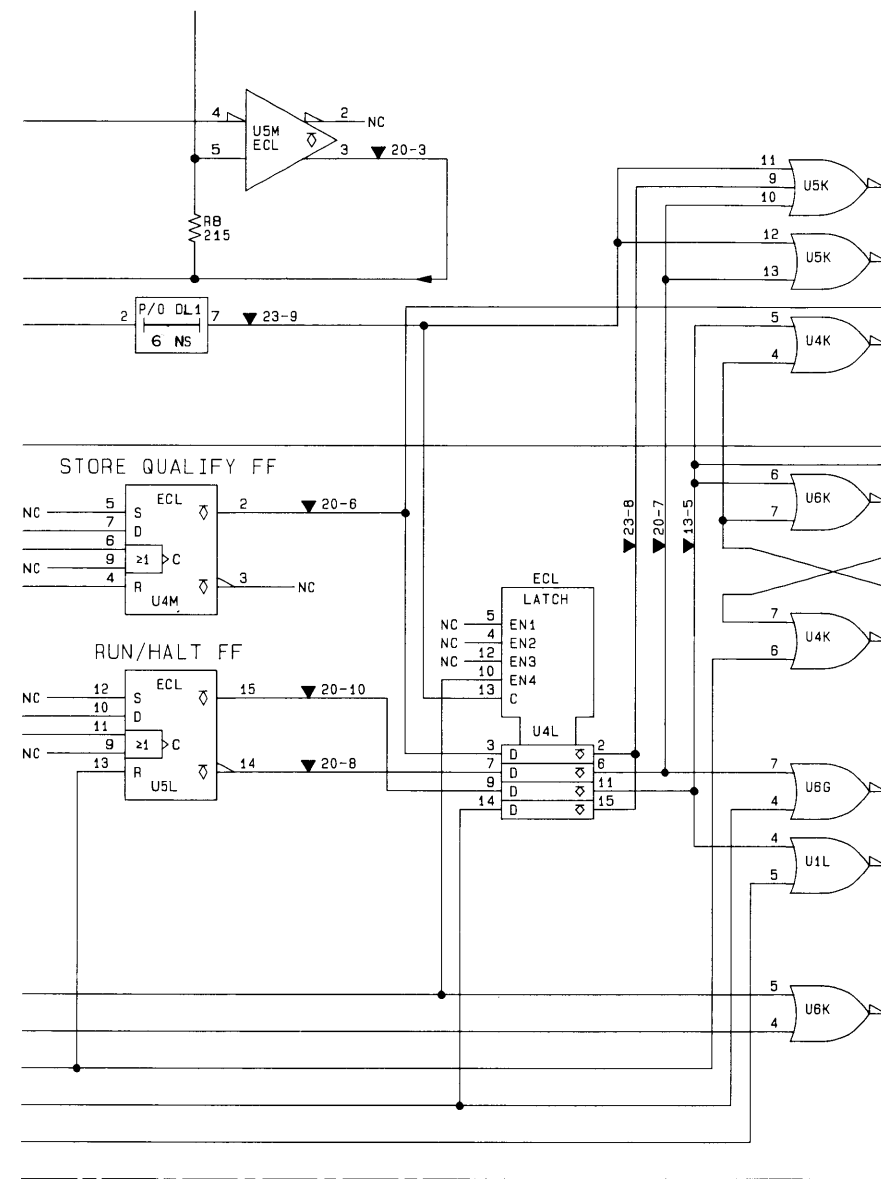 4
U5M
ECL
2
NC
5
3
20-3
R8
215
2
P/O DL1
6 NS
7
23-9
11
9
10
U5K
12
13
U5K
5
4
U4K
STORE QUALIFY FF
NC
5
7
6
9
4
NC
ECL
S
D
≥1
C
R
U4M
2
20-6
3
NC
23-8
20-7
13-5
6
7
U6K
ECL
LATCH
NC
5
EN1
NC
4
EN2
NC
12
EN3
10
EN4
13
C
U4L
7
6
U4K
RUN/HALT FF
NC
12
10
11
9
13
NC
ECL
S
D
≥1
C
R
U5L
15
20-10
14
20-8
3
D
2
7
D
6
9
D
11
14
D
15
7
4
U6G
4
5
U1L
5
4
U6K